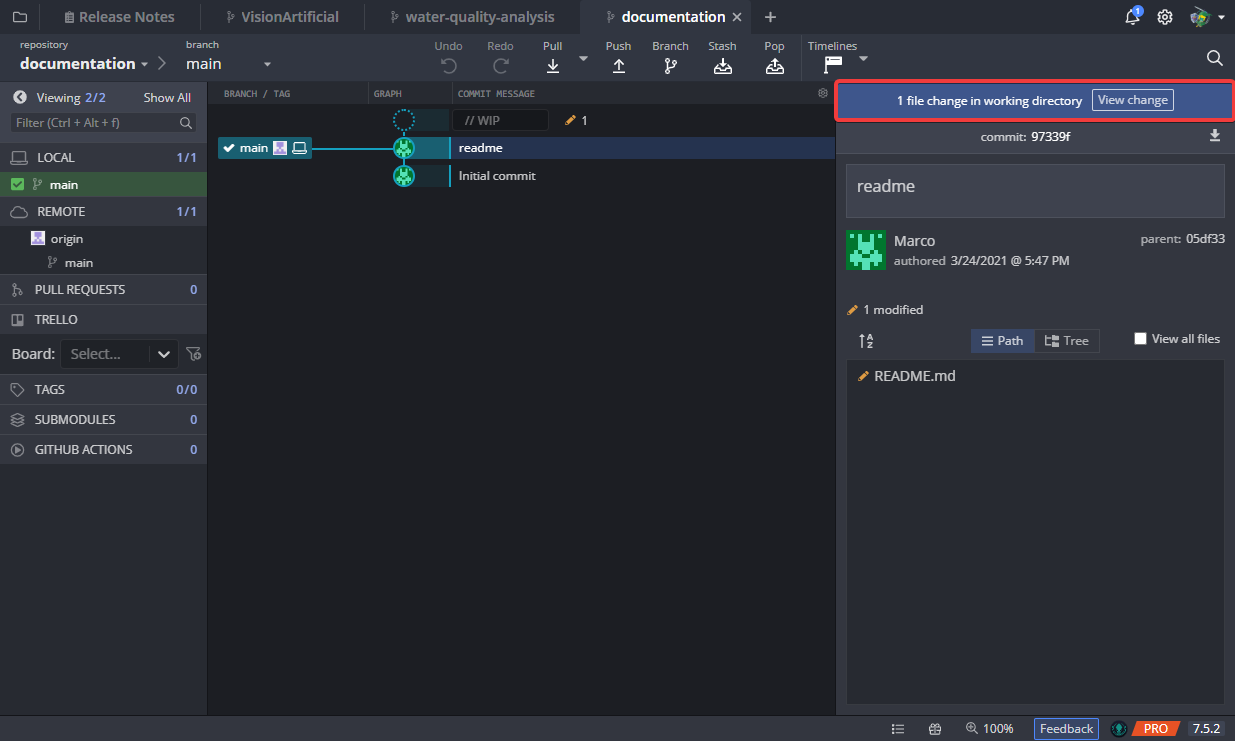 Release Notes VisionArtificial water-quality-analysis documentation 1
repository branch
documentation main
Undo Redo Pull Push Branch Stash Pop Timelines
Viewing 2/2 Show All
Filter (Ctrl + Alt + f)
LOCAL 1/1
main
REMOTE 1/1
origin
main
PULL REQUESTS 0
TRELLO
Board: Select...
TAGS 0/0
SUBMODULES 0
GITHUB ACTIONS 0
BRANCH / TAG GRAPH COMMIT MESSAGE
// WIP 1
main readme
Initial commit
1 file change in working directory View change
commit: 97339f
readme
Marco parent: 05df33
authored 3/24/2021 @ 5:47 PM
1 modified
A Z Path Tree View all files
README.md
100% Feedback PRO 7.5.2